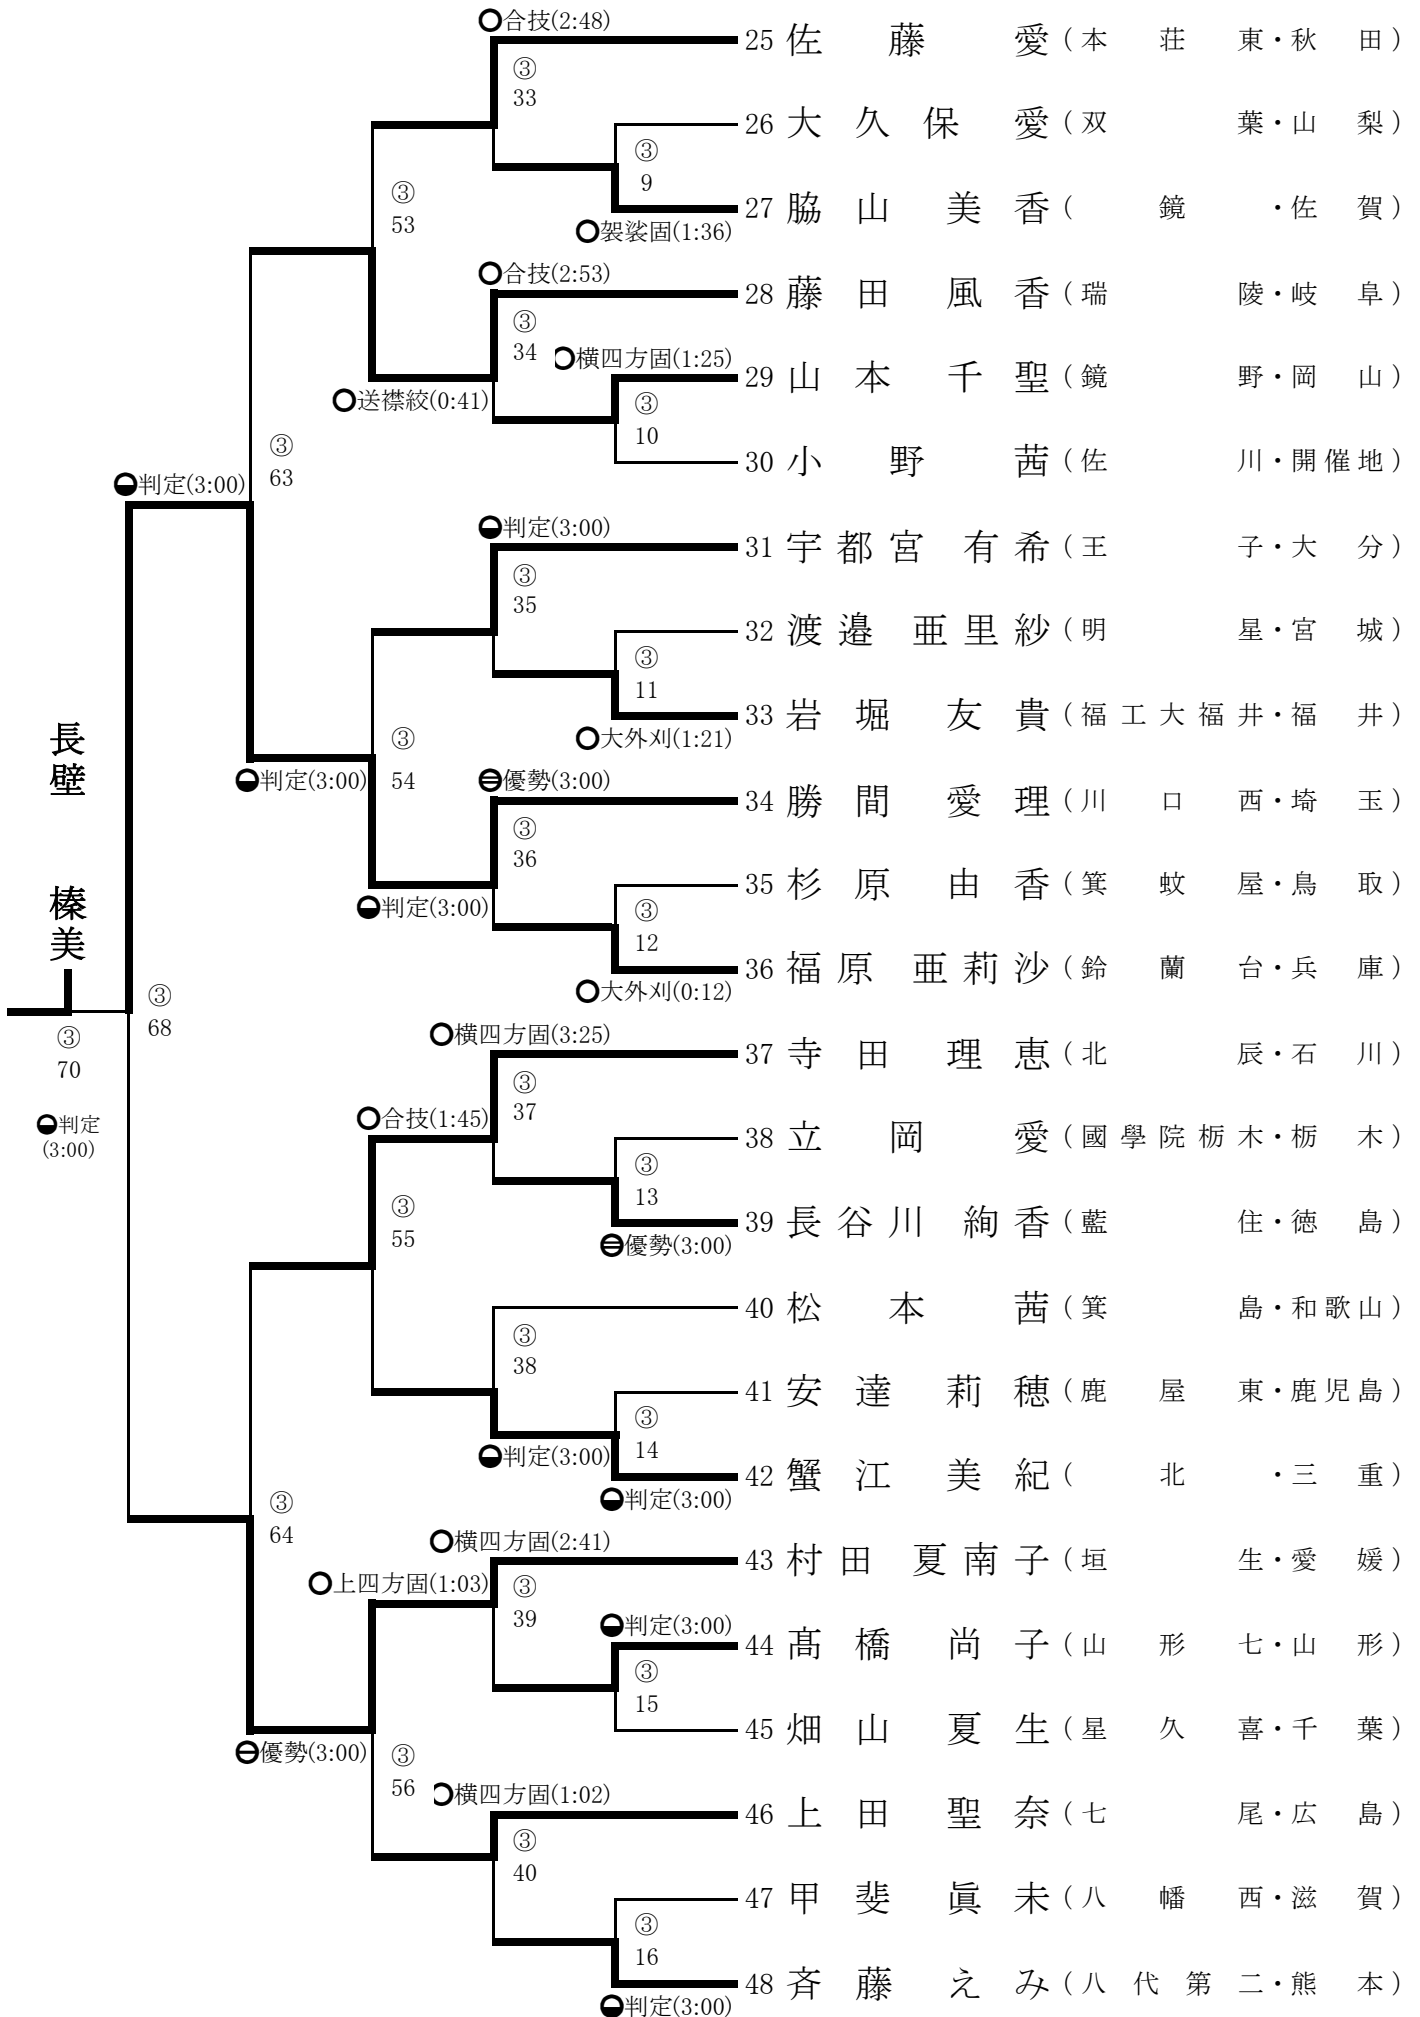 ○合技(2:48)
25 佐藤愛（本荘東・秋田）
③
33
26 大久保愛（双葉・山梨）
③
9
27 脇山美香（鏡・佐賀）
○袈裟固(1:36)
③
53
○合技(2:53)
28 藤田風香（瑞陵・岐阜）
③
34
○横四方固(1:25)
29 山本千聖（鏡野・岡山）
③
10
○送襟絞(0:41)
30 小野茜（佐川・開催地）
③
63
判定(3:00)
判定(3:00)
31 宇都宮有希（王子・大分）
③
35
32 渡邉亜里紗（明星・宮城）
③
11
33 岩堀友貴（福工大福井・福井）
○大外刈(1:21)
③
54
判定(3:00)
優勢(3:00)
34 勝間愛理（川口西・埼玉）
③
36
35 杉原由香（箕蚊屋・鳥取）
③
12
判定(3:00)
36 福原亜莉沙（鈴蘭台・兵庫）
○大外刈(0:12)
長壁榛美
③
68
③
70
判定
(3:00)
○横四方固(3:25)
37 寺田理恵（北辰・石川）
③
37
○合技(1:45)
38 立岡愛（國學院栃木・栃木）
③
13
39 長谷川絢香（藍住・徳島）
優勢(3:00)
③
55
40 松本茜（箕島・和歌山）
③
38
41 安達莉穂（鹿屋東・鹿児島）
③
14
判定(3:00)
42 蟹江美紀（北・三重）
判定(3:00)
③
64
○横四方固(2:41)
43 村田夏南子（垣生・愛媛）
○上四方固(1:03)
③
39
判定(3:00)
44 髙橋尚子（山形七・山形）
③
15
45 畑山夏生（星久喜・千葉）
優勢(3:00)
③
56
○横四方固(1:02)
46 上田聖奈（七尾・広島）
③
40
47 甲斐眞未（八幡西・滋賀）
③
16
48 斉藤えみ（八代第二・熊本）
判定(3:00)